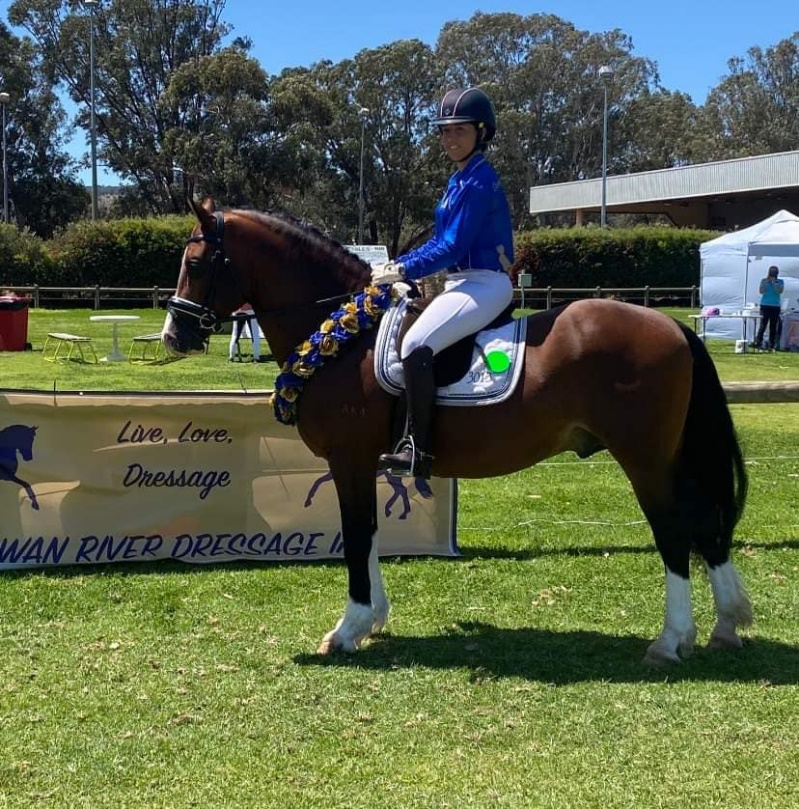 Live, Love,
Dressage
WAN RIVER DRESSAGE I